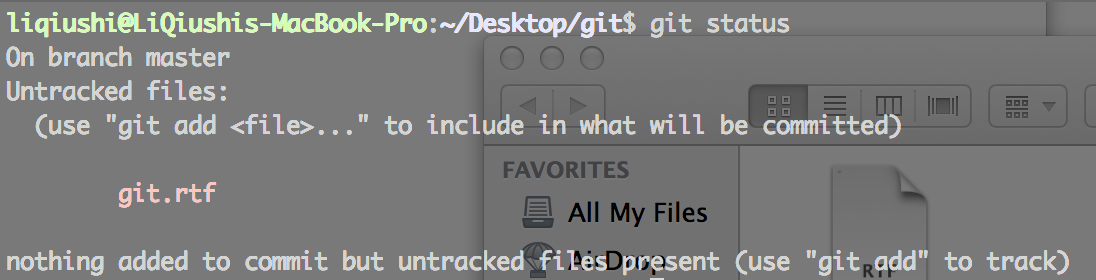 liqiushi@LiQiushis-MacBook-Pro:~/Desktop/git$ git status
On branch master
Untracked files:
(use "git add <file>..." to include in what will be committed)
FAVORITES
git.rtf
All My Files
AirDrop
nothing added to commit but untracked files present (use "git add" to track)
RTF